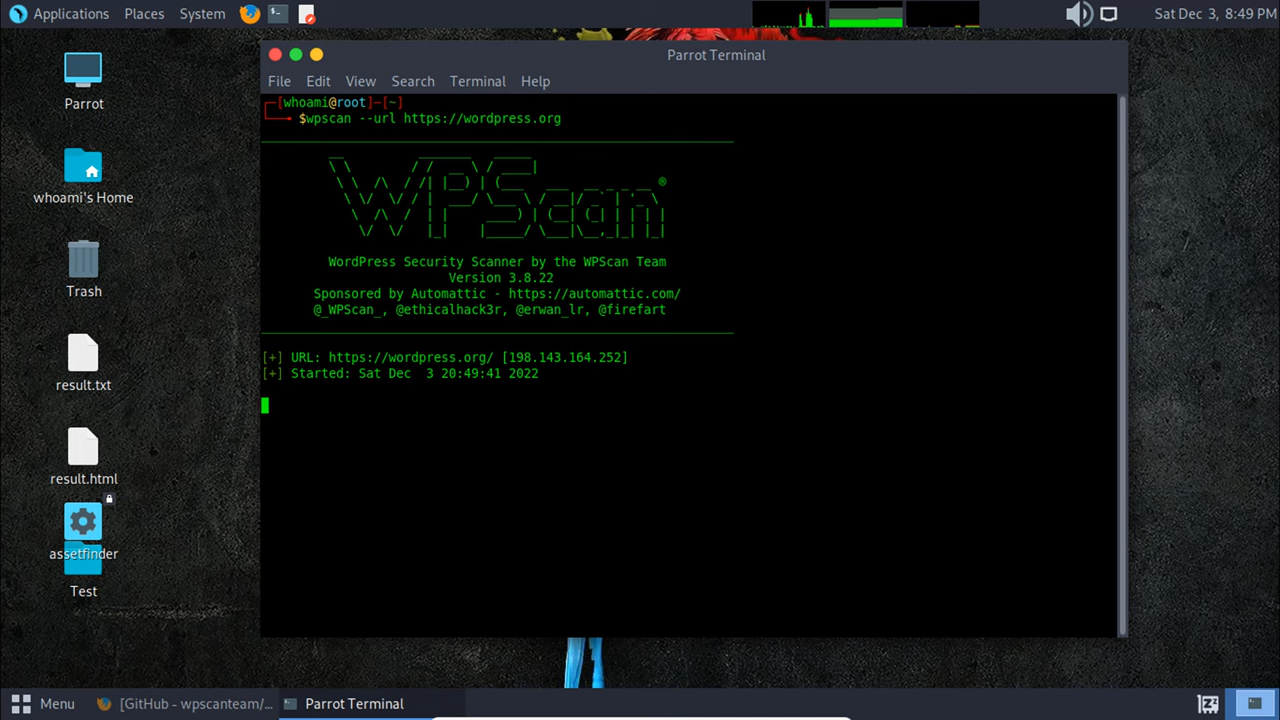 Applications Places System Sat Dec 3, 8:49 PM
Parrot Terminal
File Edit View Search Terminal Help
Parrot
whoami's Home
Trash
result.txt
result.html
assetfinder
Test
┌─[whoami@root]─[~]
└──╼ $wpscan --url https://wordpress.org
WPScan®
WordPress Security Scanner by the WPScan Team
Version 3.8.22
Sponsored by Automattic - https://automattic.com/
@_WPScan_, @ethicalhack3r, @erwan_lr, @firefart
[+] URL: https://wordpress.org/ [198.143.164.252]
[+] Started: Sat Dec  3 20:49:41 2022
Menu [GitHub - wpscanteam/... Parrot Terminal